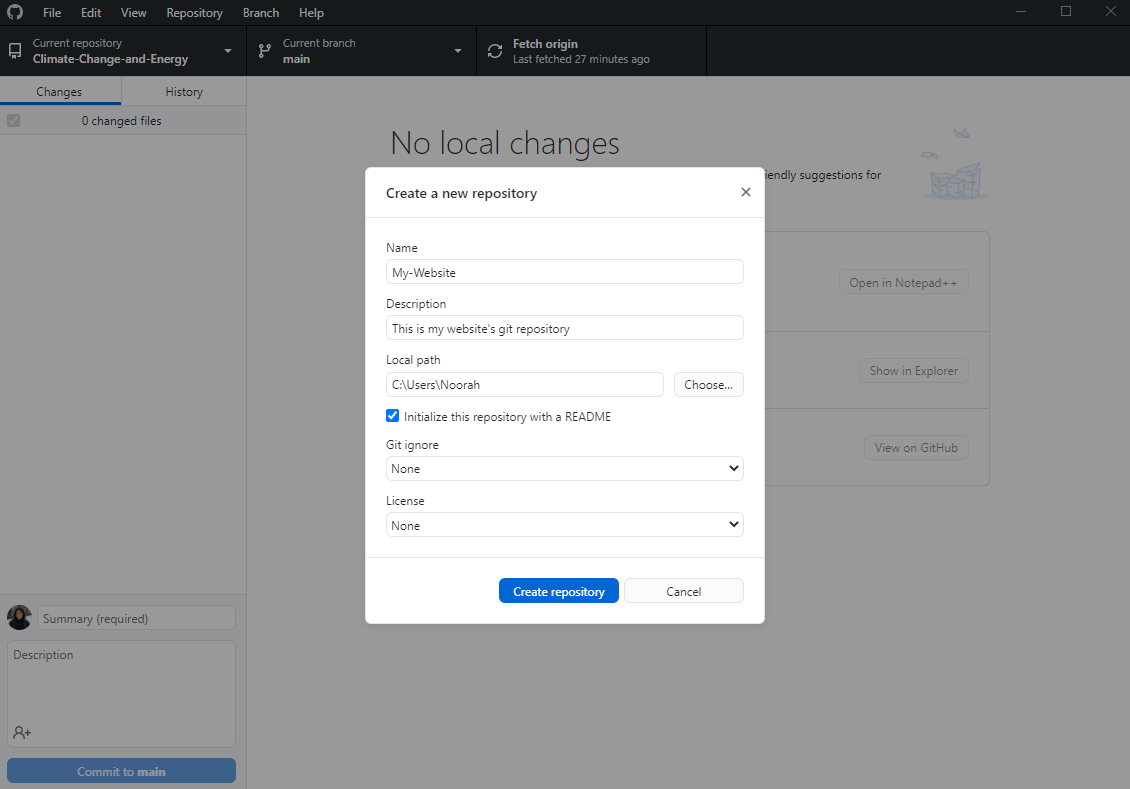 File Edit View Repository Branch Help
Current repository
Climate-Change-and-Energy
Current branch
main
Fetch origin
Last fetched 27 minutes ago
Changes History
0 changed files
No local changes
iendly suggestions for
Create a new repository
Name
My-Website
Description
This is my website's git repository
Local path
C:\Users\Noorah
Choose...
Initialize this repository with a README
Git ignore
None
License
None
Create repository Cancel
Open in Notepad++
Show in Explorer
View on GitHub
Summary (required)
Description
Commit to main